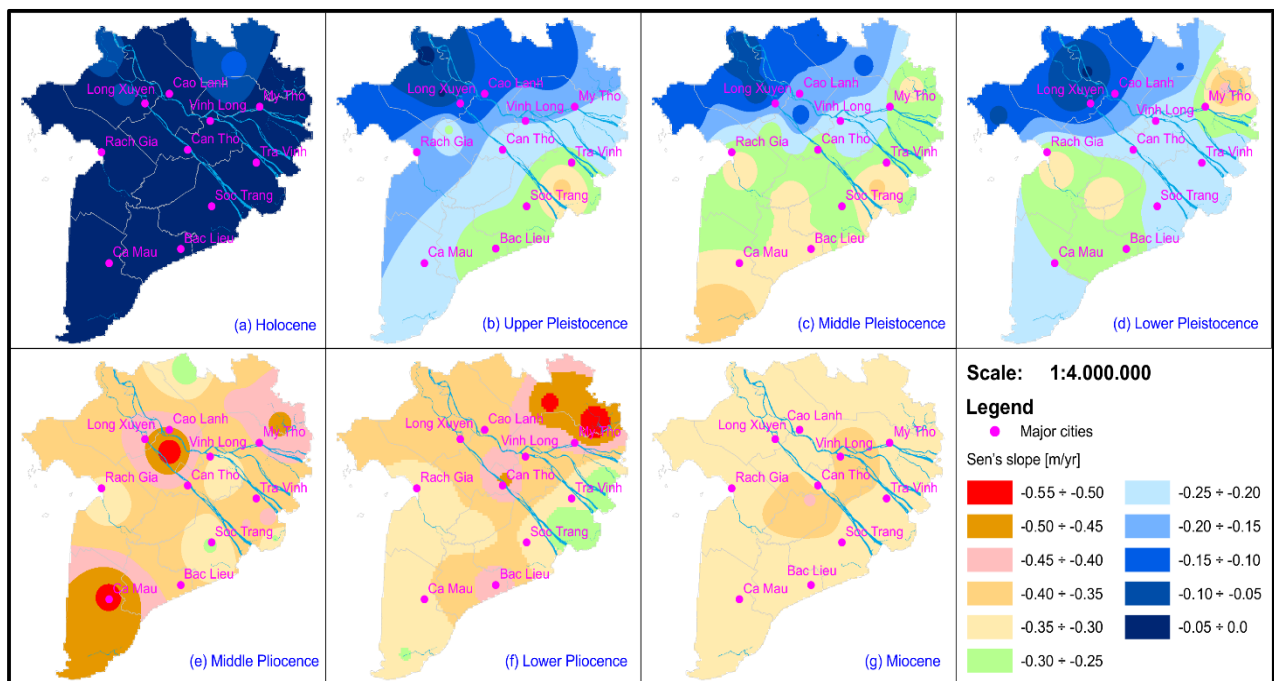 Cao Lanh
Long Xuyen
My Tho
Vinh Long
Rach Gia
Can Tho
Tra Vinh
Soc Trang
Bac Lieu
Ca Mau
(a) Holocene
Cao Lanh
Long Xuyen
My Tho
Vinh Long
Rach Gia
Can Tho
Tra Vinh
Soc Trang
Bac Lieu
Ca Mau
(b) Upper Pleistocence
Cao Lanh
Long Xuyen
My Tho
Vinh Long
Rach Gia
Can Tho
Tra Vinh
Soc Trang
Bac Lieu
Ca Mau
(c) Middle Pleistocence
Cao Lanh
Long Xuyen
My Tho
Vinh Long
Rach Gia
Can Tho
Tra Vinh
Soc Trang
Bac Lieu
Ca Mau
(d) Lower Pleistocence
Cao Lanh
Long Xuyen
My Tho
Vinh Long
Rach Gia
Can Tho
Tra Vinh
Soc Trang
Bac Lieu
Ca Mau
(e) Middle Pliocence
Cao Lanh
Long Xuyen
My Tho
Vinh Long
Rach Gia
Can Tho
Tra Vinh
Soc Trang
Bac Lieu
Ca Mau
(f) Lower Pliocence
Cao Lanh
Long Xuyen
My Tho
Vinh Long
Rach Gia
Can Tho
Tra Vinh
Soc Trang
Bac Lieu
Ca Mau
(g) Miocene
Scale: 1:4.000.000
Legend
Major cities
Sen's slope [m/yr]
-0.55 ÷ -0.50
-0.50 ÷ -0.45
-0.45 ÷ -0.40
-0.40 ÷ -0.35
-0.35 ÷ -0.30
-0.30 ÷ -0.25
-0.25 ÷ -0.20
-0.20 ÷ -0.15
-0.15 ÷ -0.10
-0.10 ÷ -0.05
-0.05 ÷ 0.0